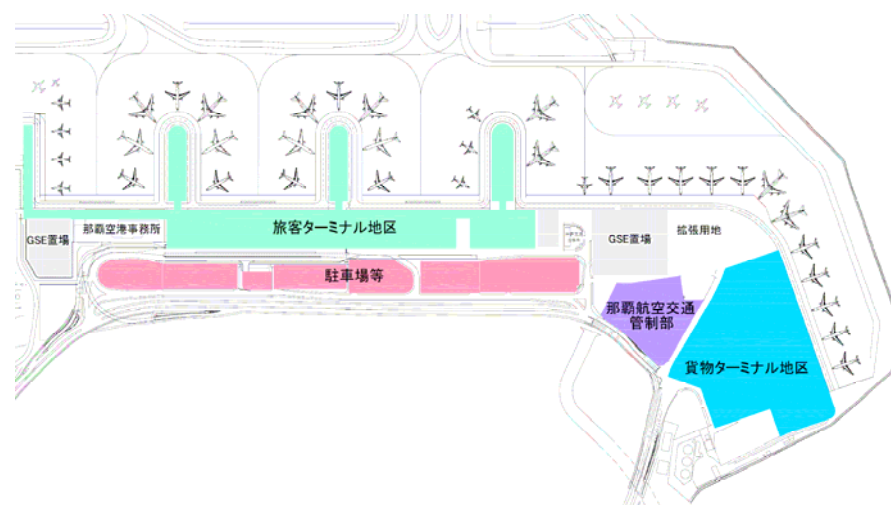 那覇空港事務所
旅客ターミナル地区
GSE置場
GSE置場
拡張用地
駐車場等
那覇航空交通
管制部
貨物ターミナル地区